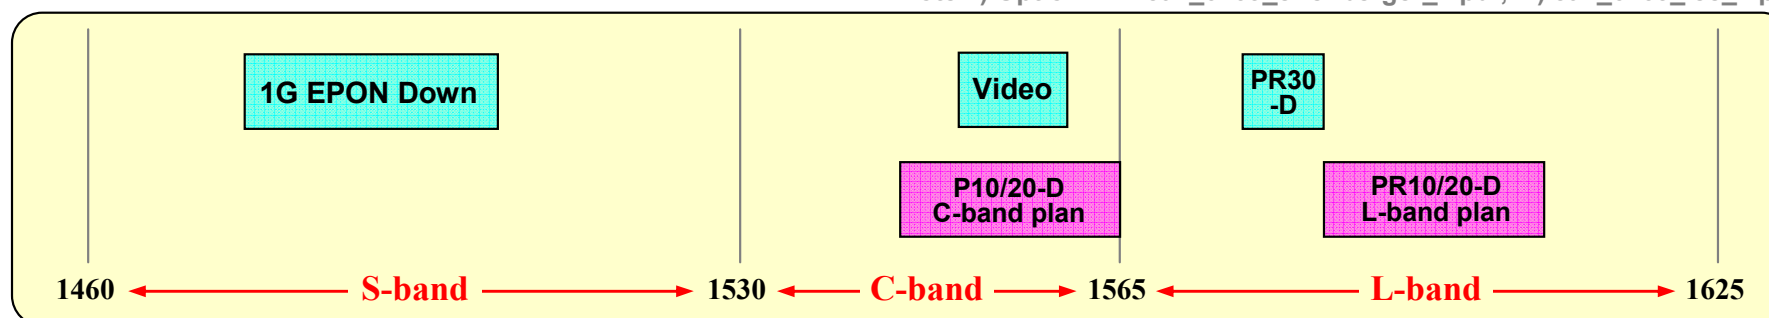 1G EPON Down
Video
PR30
-D
P10/20-D
C-band plan
PR10/20-D
L-band plan
1460
S-band
1530
C-band
1565
L-band
1625